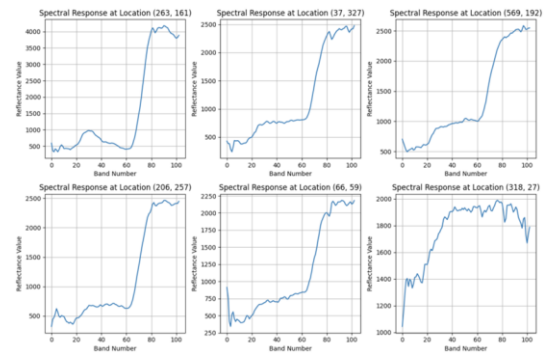 Spectral Response at Location (263, 161)
4000
3500
3000
2500
2000
1500
1000
500
Reflectance Value
0 20 40 60 80 100
Band Number
Spectral Response at Location (37, 327)
2500
2000
1500
1000
500
Reflectance Value
0 20 40 60 80 100
Band Number
Spectral Response at Location (569, 192)
2500
2250
2000
1750
1500
1250
1000
750
500
Reflectance Value
0 20 40 60 80 100
Band Number
Spectral Response at Location (206, 257)
2500
2000
1500
1000
500
Reflectance Value
0 20 40 60 80 100
Band Number
Spectral Response at Location (66, 59)
2250
2000
1750
1500
1250
1000
750
500
250
Reflectance Value
0 20 40 60 80 100
Band Number
Spectral Response at Location (318, 27)
2000
1800
1600
1400
1200
1000
Reflectance Value
0 20 40 60 80 100
Band Number